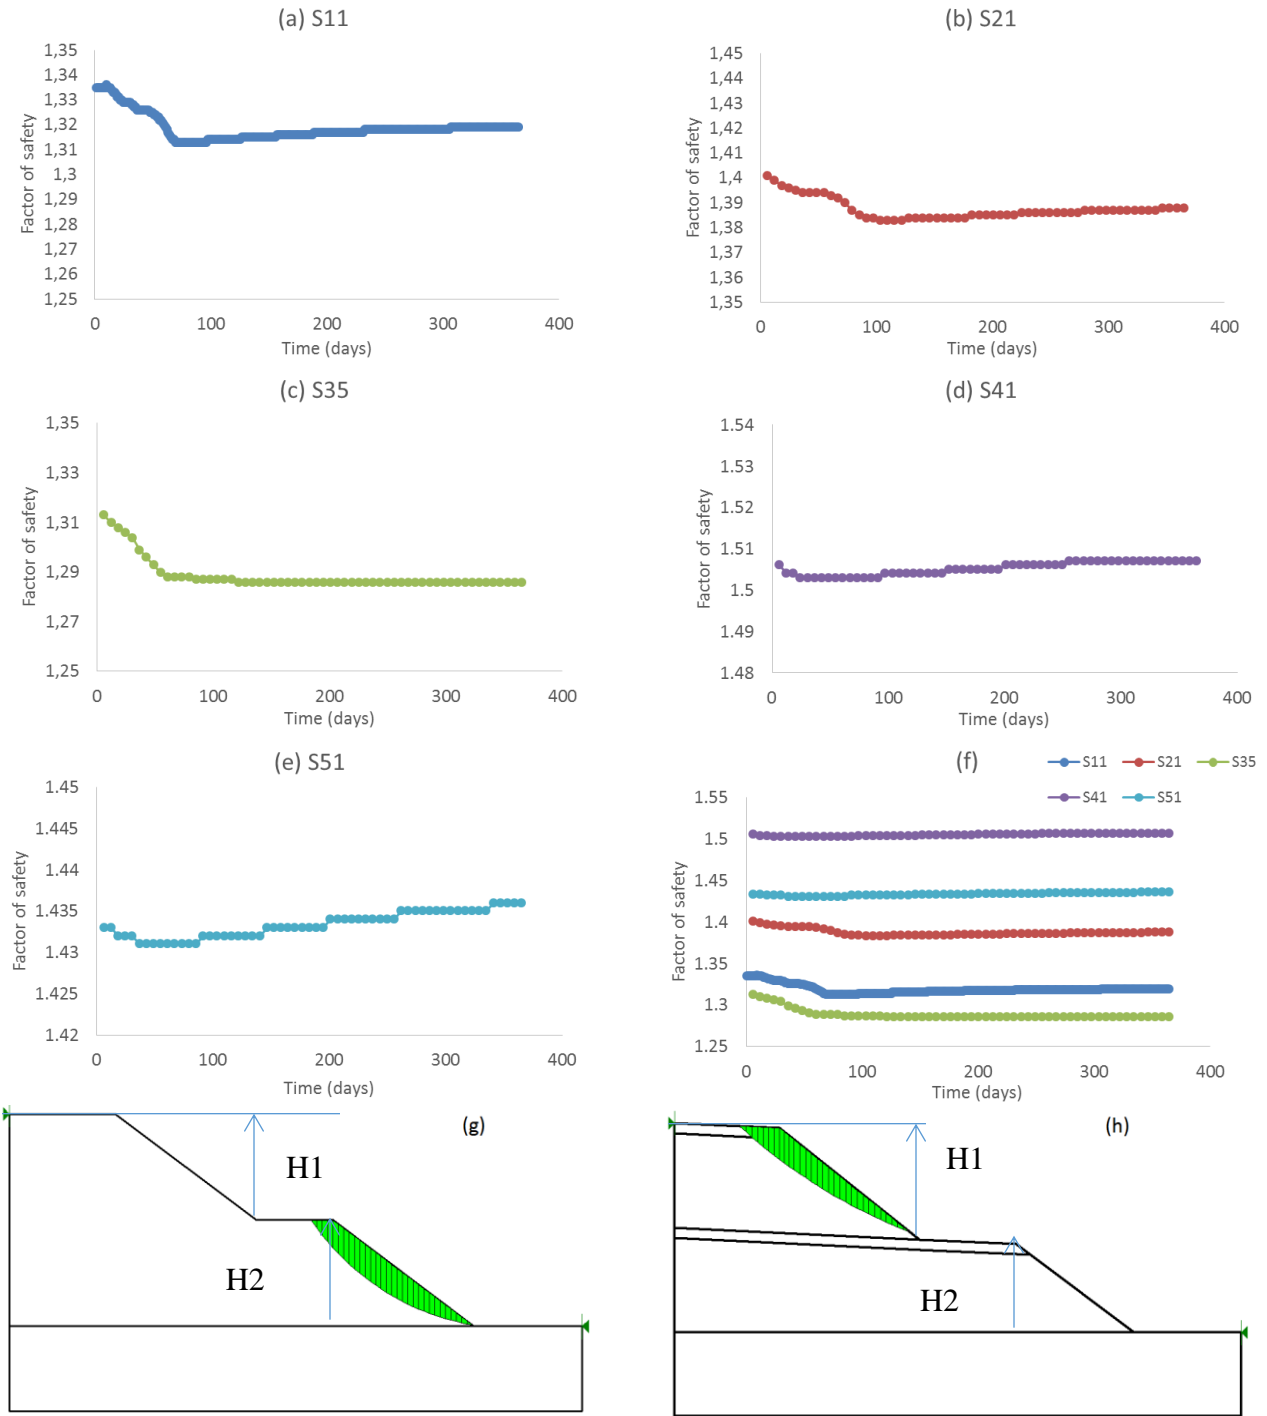 (a) S11
1,35
1,34
1,33
1,32
1,31
1,3
1,29
1,28
1,27
1,26
1,25
Factor of safety
0 100 200 300 400
Time (days)
(b) S21
1,45
1,44
1,43
1,42
1,41
1,4
1,39
1,38
1,37
1,36
1,35
Factor of safety
0 100 200 300 400
Time (days)
(c) S35
1,35
1,33
1,31
1,29
1,27
1,25
Factor of safety
0 100 200 300 400
Time (days)
(d) S41
1.54
1.53
1.52
1.51
1.5
1.49
1.48
Factor of safety
0 100 200 300 400
Time (days)
(e) S51
1.45
1.445
1.44
1.435
1.43
1.425
1.42
Factor of safety
0 100 200 300 400
Time (days)
(f)
S11 S21 S35
S41 S51
1.55
1.5
1.45
1.4
1.35
1.3
1.25
Factor of safety
0 100 200 300 400
Time (days)
(g)
H1
H2
(h)
H1
H2